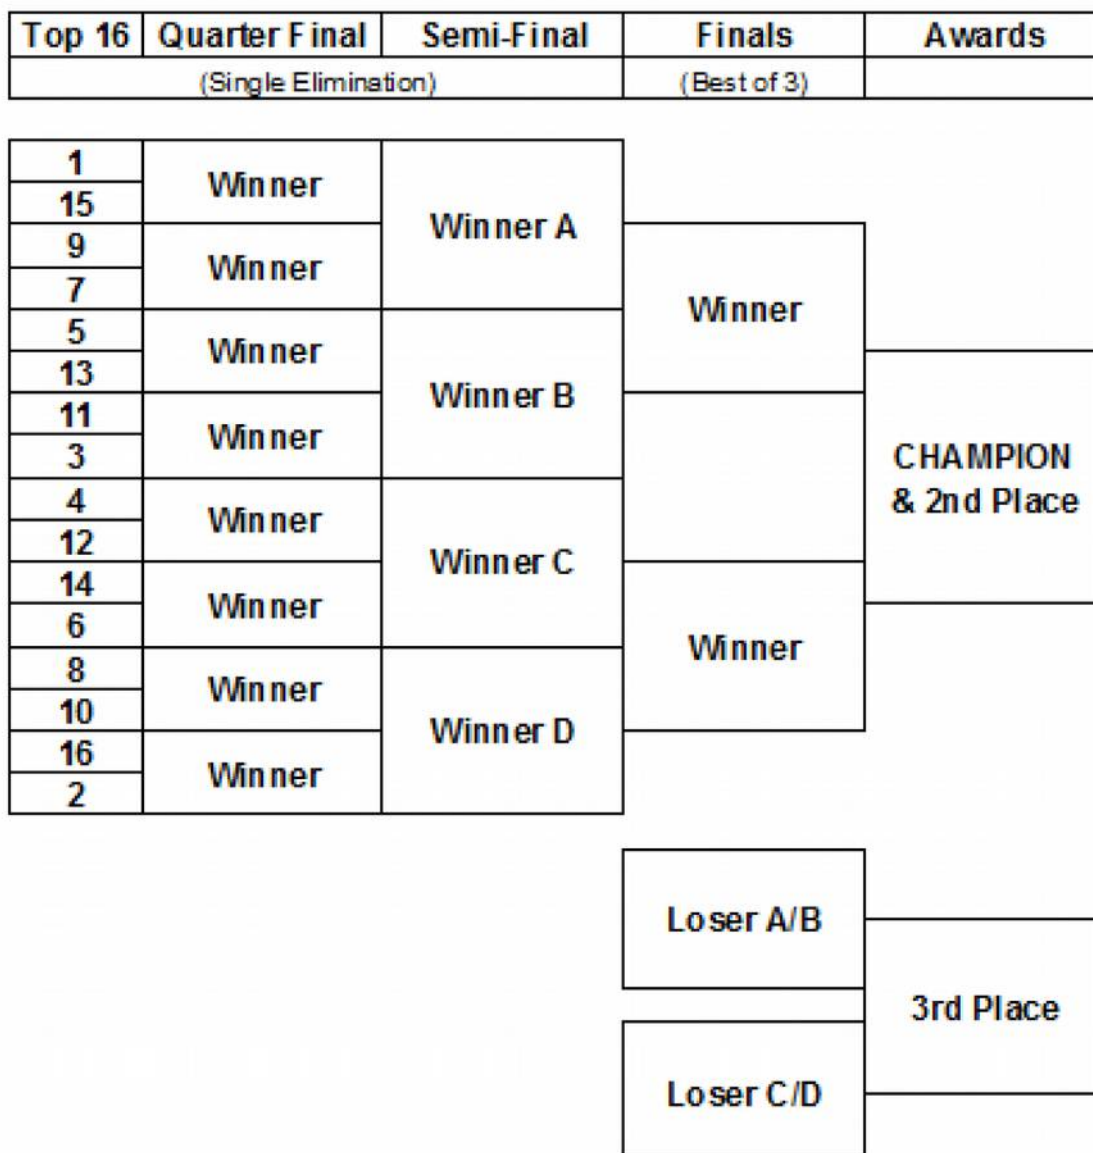 Top 16 Quarter Final Semi-Final Finals Awards
(Single Elimination) (Best of 3)
1
Winner
15
Winner A
9
Winner
7
Winner
5
Winner
13
Winner B
11
Winner
3
CHAMPION
& 2nd Place
4
Winner
12
Winner C
14
Winner
6
Winner
8
Winner
10
Winner D
16
Winner
2
Loser A/B
3rd Place
Loser C/D